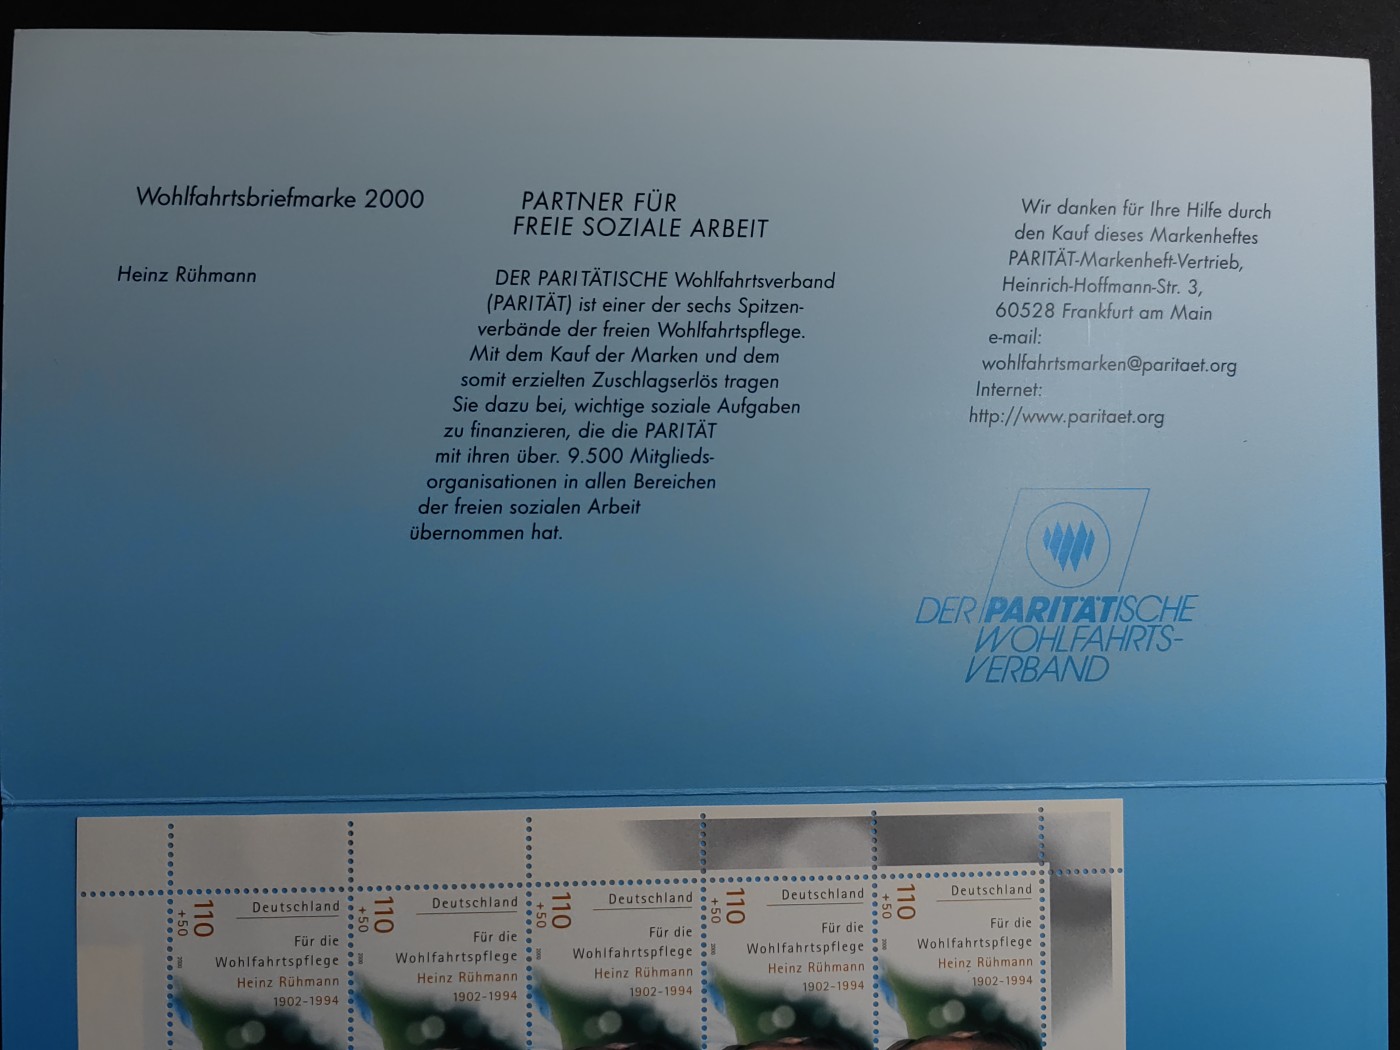 Wohlfahrtsbriefmarke 2000
Heinz Rühmann
PARTNER FÜR
FREIE SOZIALE ARBEIT
DER PARITÄTISCHE Wohlfahrtsverband
(PARITÄT) ist einer der sechs Spitzen-
verbände der freien Wohlfahrtspflege.
Mit dem Kauf der Marken und dem
somit erzielten Zuschlagserlös tragen
Sie dazu bei, wichtige soziale Aufgaben
zu finanzieren, die die PARITÄT
mit ihren über. 9.500 Mitglieds-
organisationen in allen Bereichen
der freien sozialen Arbeit
übernommen hat.
Wir danken für Ihre Hilfe durch
den Kauf dieses Markenheftes
PARITÄT-Markenheft-Vertrieb,
Heinrich-Hoffmann-Str. 3,
60528 Frankfurt am Main
e-mail:
wohlfahrtsmarken@paritaet.org
Internet:
http://www.paritaet.org
DER PARITÄTISCHE
WOHLFAHRTS-
VERBAND
110
+50
2000
Deutschland
Für die
Wohlfahrtspflege
Heinz Rühmann
1902-1994
110
+50
2000
Deutschland
Für die
Wohlfahrtspflege
Heinz Rühmann
1902-1994
110
+50
2000
Deutschland
Für die
Wohlfahrtspflege
Heinz Rühmann
1902-1994
110
+50
2000
Deutschland
Für die
Wohlfahrtspflege
Heinz Rühmann
1902-1994
110
+50
2000
Deutschland
Für die
Wohlfahrtspflege
Heinz Rühmann
1902-1994